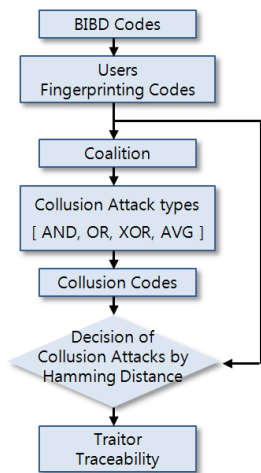 BIBD Codes
Users
Fingerprinting Codes
Coalition
Collusion Attack types
[ AND, OR, XOR, AVG ]
Collusion Codes
Decision of
Collusion Attacks by
Hamming Distance
Traitor
Traceability